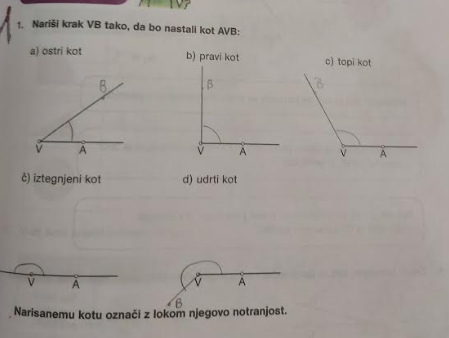 1. Nariši krak VB tako, da bo nastali kot AVB:
a) ostri kot
b) pravi kot
c) topi kot
B
B
B
V A
V A
V A
č) iztegnjeni kot
d) udrti kot
V A
V A
B
Narisanemu kotu označi z lokom njegovo notranjost.